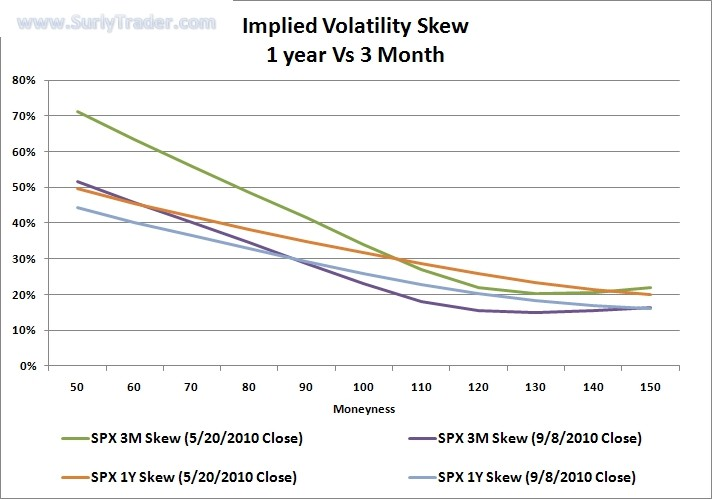 www.SurlyTrader.com
Implied Volatility Skew
1 year Vs 3 Month
80%
70%
60%
50%
40%
30%
20%
10%
0%
50 60 70 80 90 100 110 120 130 140 150
Moneyness
SPX 3M Skew (5/20/2010 Close) SPX 3M Skew (9/8/2010 Close)
SPX 1Y Skew (5/20/2010 Close) SPX 1Y Skew (9/8/2010 Close)